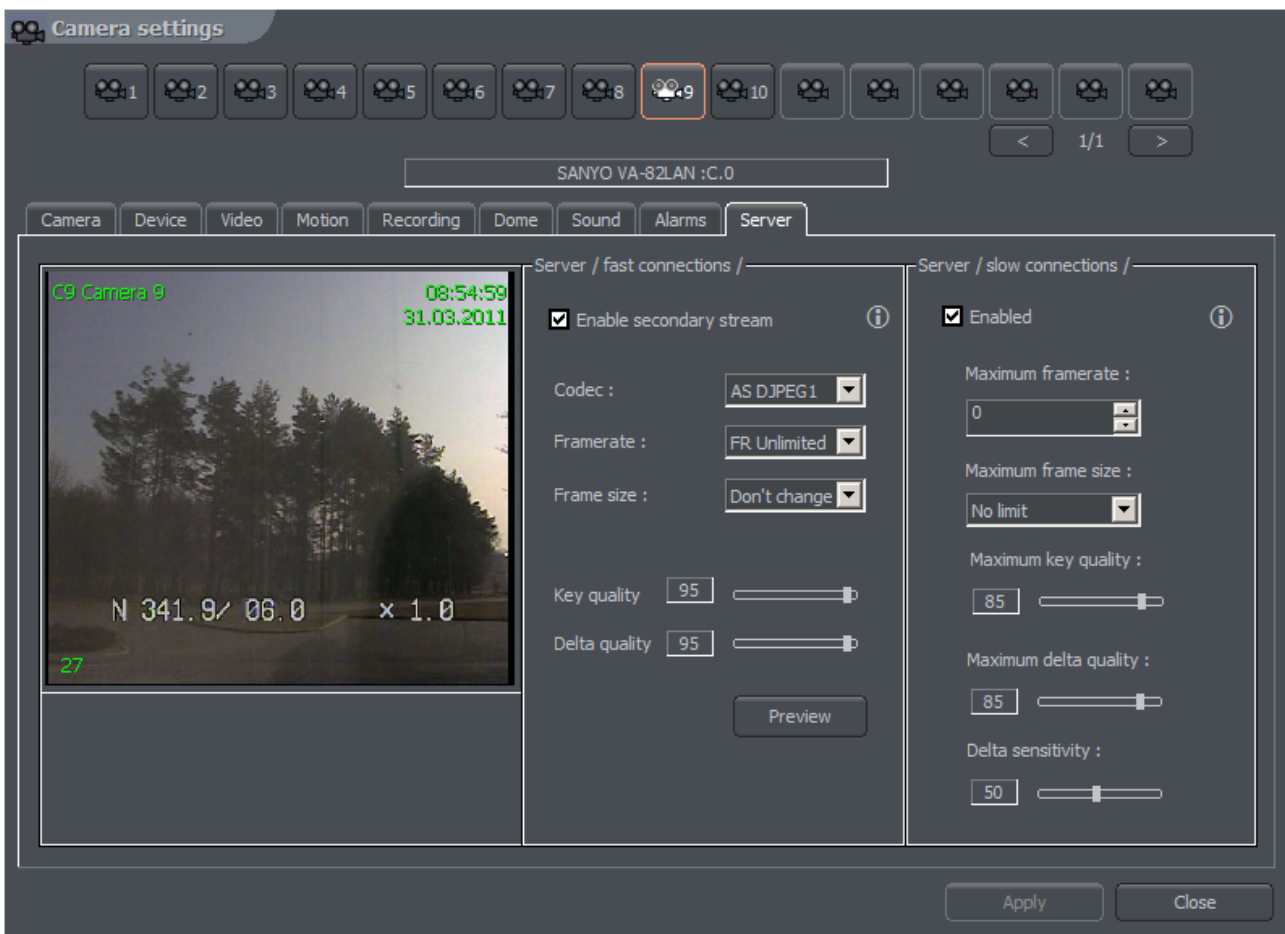 Camera settings
1 2 3 4 5 6 7 8 9 10
< 1/1 >
SANYO VA-82LAN :C.0
Camera Device Video Motion Recording Dome Sound Alarms Server
C9 Camera 9 08:54:59
31.03.2011
N 341.9/ 06.0 x 1.0
27
Server / fast connections /
Enable secondary stream
Codec : AS DJPEG1
Framerate : FR Unlimited
Frame size : Don't change
Key quality 95
Delta quality 95
Preview
Server / slow connections /
Enabled
Maximum framerate :
0
Maximum frame size :
No limit
Maximum key quality :
85
Maximum delta quality :
85
Delta sensitivity :
50
Apply Close